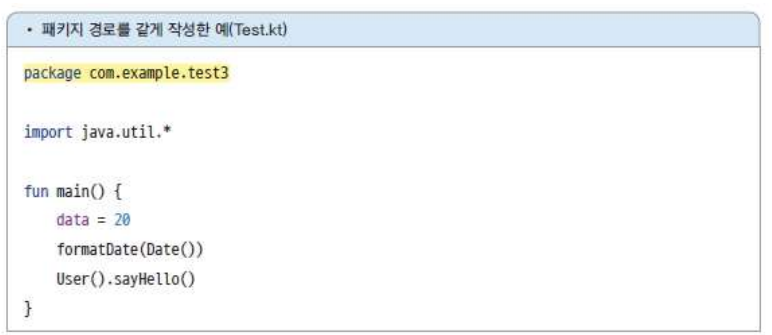 • 패키지 경로를 같게 작성한 예(Test.kt)
package com.example.test3
import java.util.*
fun main() {
    data = 20
    formatDate(Date())
    User().sayHello()
}